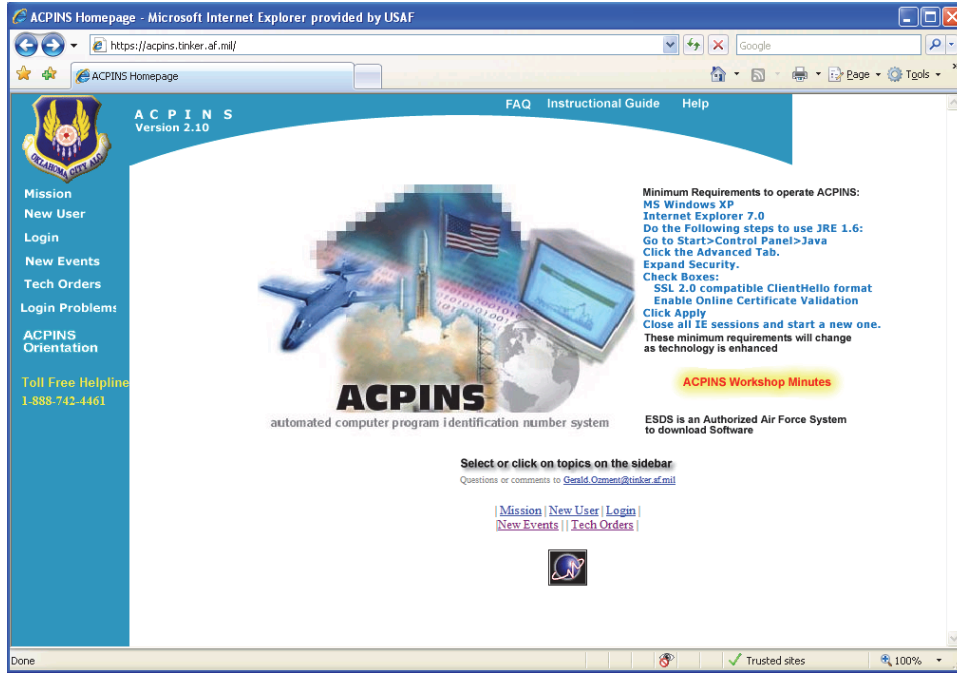 ACPINS Homepage - Microsoft Internet Explorer provided by USAF
https://acpins.tinker.af.mil/
Google
ACPINS Homepage
Page
Tools
OKLAHOMA CITY ALC
A C P I N S
Version 2.10
FAQ Instructional Guide Help
Mission
New User
Login
New Events
Tech Orders
Login Problems
ACPINS
Orientation
Toll Free Helpline
1-888-742-4461
ACPINS
automated computer program identification number system
Minimum Requirements to operate ACPINS:
MS Windows XP
Internet Explorer 7.0
Do the Following steps to use JRE 1.6:
Go to Start>Control Panel>Java
Click the Advanced Tab.
Expand Security.
Check Boxes:
SSL 2.0 compatible ClientHello format
Enable Online Certificate Validation
Click Apply
Close all IE sessions and start a new one.
These minimum requirements will change
as technology is enhanced
ACPINS Workshop Minutes
ESDS is an Authorized Air Force System
to download Software
Select or click on topics on the sidebar
Questions or comments to Gerald.Ozment@tinker.af.mil
| Mission | New User | Login |
|New Events | | Tech Orders |
Done
Trusted sites
100%